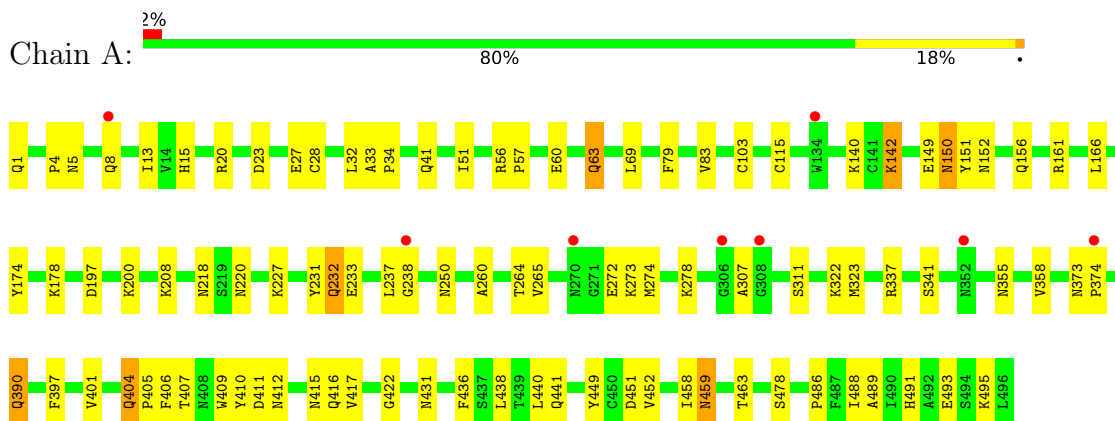 2%
Chain A:
80% 18% •
Q1 P4 N5 Q8 I13 V14 H15 R20 D23 E27 C28 L32 A33 P34 Q41 I51 R56 P57 E60 Q63 L69 F79 V83 C103 C115 W134 K140 C141 K142 E149 N150 Y151 N152 Q156 R161 L166
Y174 K178 D197 K200 K208 N218 S219 N220 K227 Y231 Q232 E233 L237 G238 N250 A260 T264 V265 N270 G271 E272 K273 M274 K278 G306 A307 G308 S311 K322 M323 R337 S341 N352 N355 V358 N373 P374
Q390 F397 V401 Q404 P405 F406 T407 N408 W409 Y410 D411 N412 N415 Q416 V417 G422 N431 F436 S437 L438 T439 L440 Q441 Y449 C450 D451 V452 I458 N459 T463 S478 P486 F487 I488 A489 I490 H491 A492 E493 S494 K495 L496